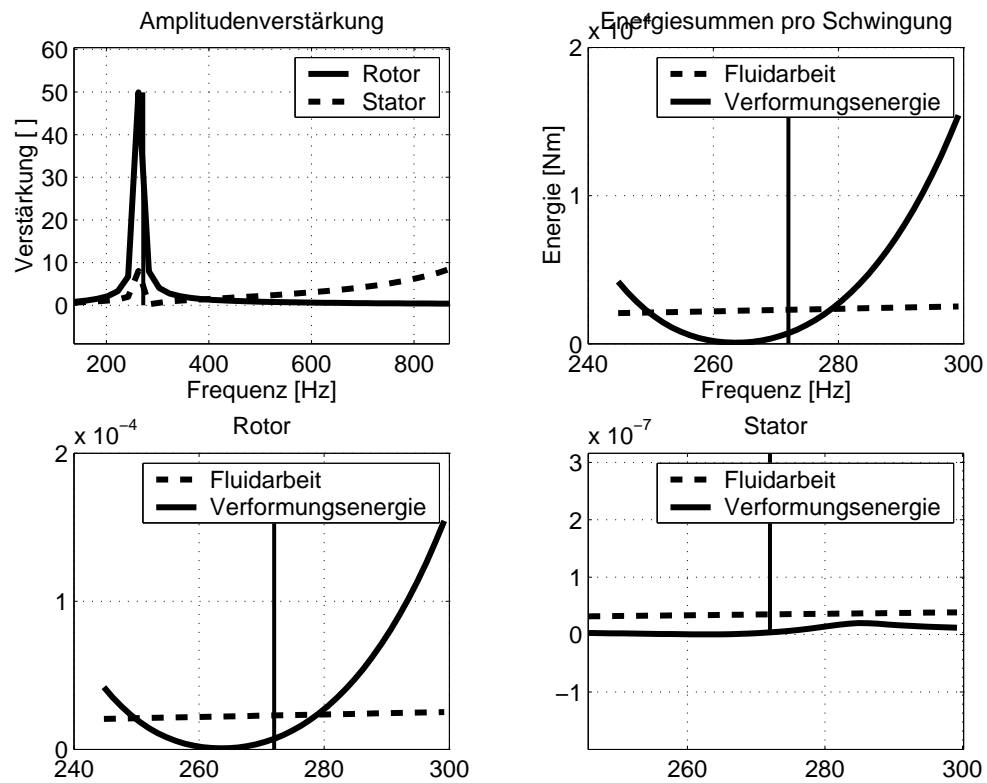 Amplitudenverstärkung
60
50
40
30
20
10
0
Verstärkung [ ]
Rotor
Stator
200 400 600 800
Frequenz [Hz]
Energiesummen pro Schwingung
x 10−4
2
1
0
Energie [Nm]
Fluidarbeit
Verformungsenergie
240 260 280 300
Frequenz [Hz]
Rotor
x 10−4
2
1
0
Fluidarbeit
Verformungsenergie
240 260 280 300
Stator
x 10−7
3
2
1
0
−1
Fluidarbeit
Verformungsenergie
260 280 300